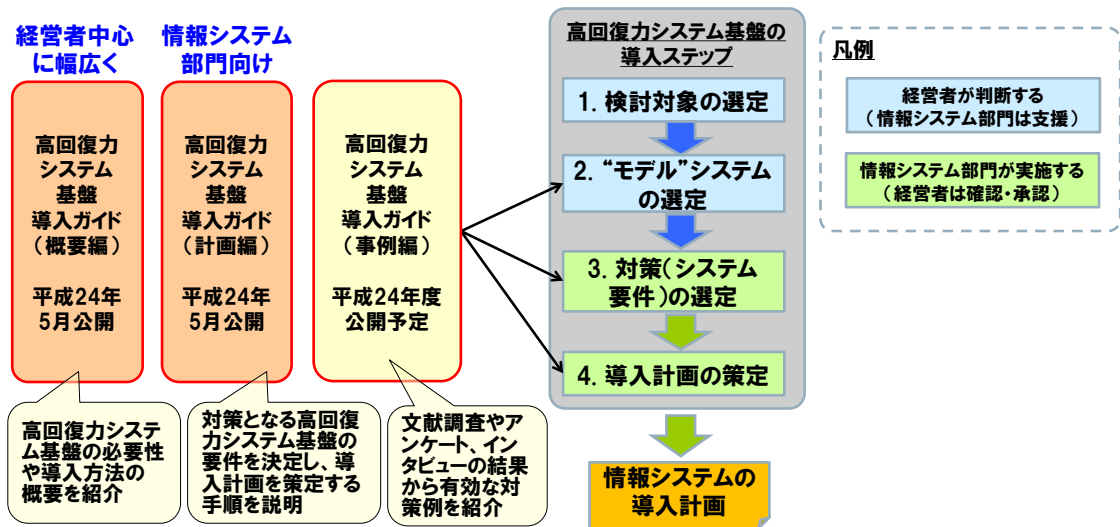 経営者中心
に幅広く
情報システム
部門向け
高回復力
システム
基盤
導入ガイド
(概要編)
平成24年
5月公開
高回復力
システム
基盤
導入ガイド
(計画編)
平成24年
5月公開
高回復力
システム
基盤
導入ガイド
(事例編)
平成24年度
公開予定
高回復力システ
ム基盤の必要性
や導入方法の
概要を紹介
対策となる高回復
力システム基盤の
要件を決定し、導
入計画を策定する
手順を説明
文献調査やア
ンケート、イン
タビューの結果
から有効な対
策例を紹介
高回復力システム基盤の
導入ステップ
1. 検討対象の選定
2. “モデル”システム
の選定
3. 対策(システム
要件)の選定
4. 導入計画の策定
情報システムの
導入計画
凡例
経営者が判断する
(情報システム部門は支援)
情報システム部門が実施する
(経営者は確認・承認)